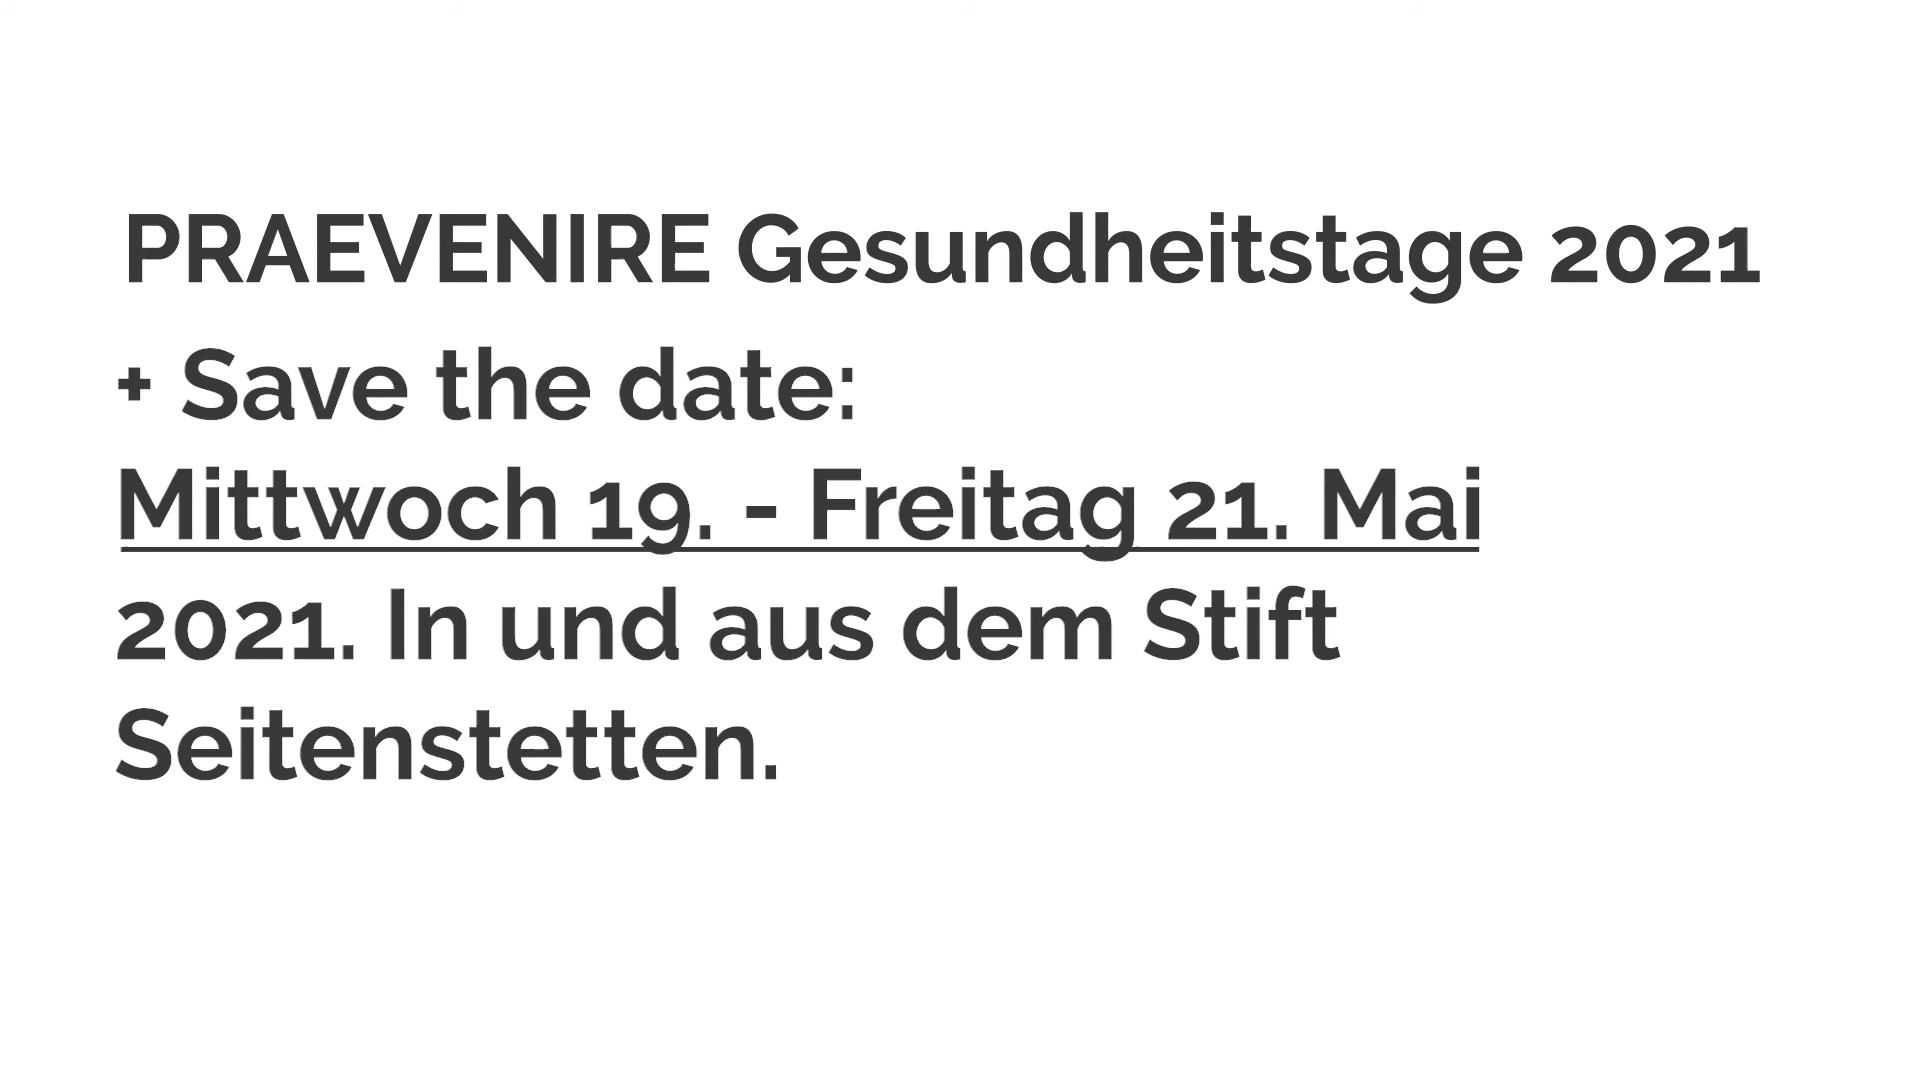 PRAEVENIRE Gesundheitstage 2021
+ Save the date:
Mittwoch 19. - Freitag 21. Mai
2021. In und aus dem Stift
Seitenstetten.